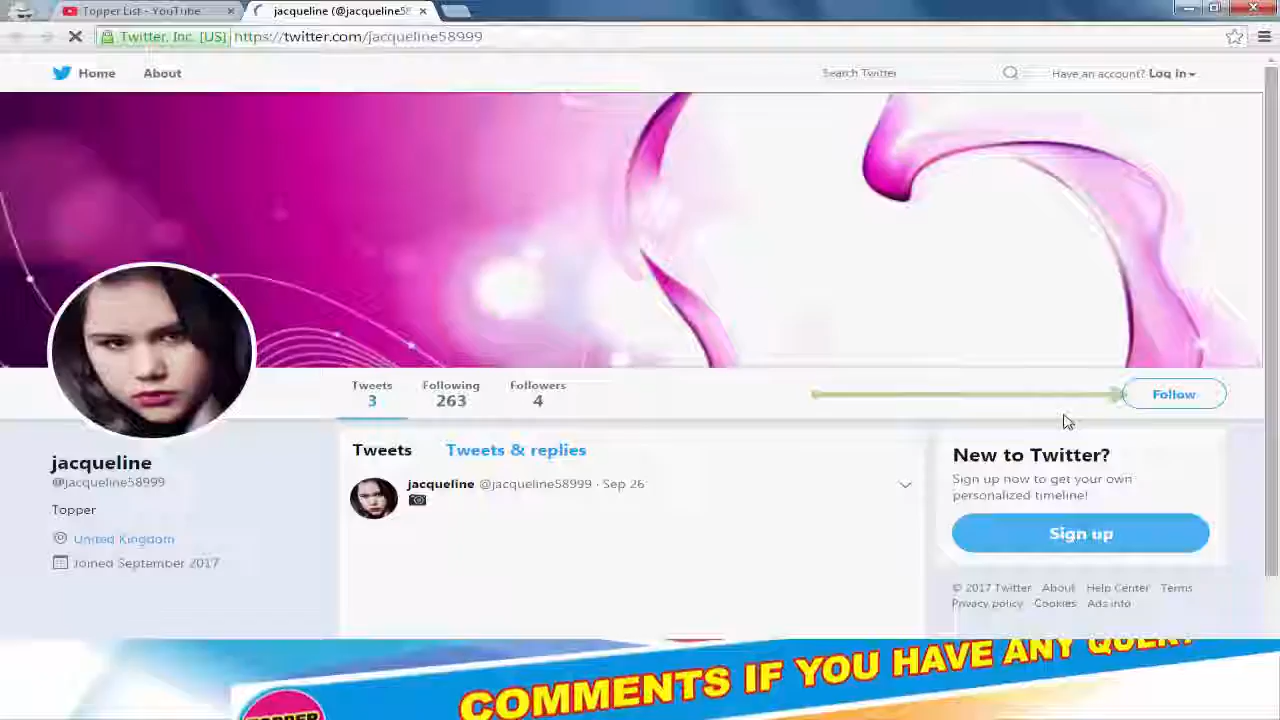 Topper List - YouTube
jacqueline (@jacqueline58
Twitter, Inc. [US] https://twitter.com/jacqueline58999
Home About
Search Twitter
Have an account? Log in
Tweets Following Followers
3 263 4
Follow
Tweets Tweets & replies
jacqueline @jacqueline58999 · Sep 26
jacqueline
@jacqueline58999
Topper
United Kingdom
Joined September 2017
New to Twitter?
Sign up now to get your own
personalized timeline!
Sign up
© 2017 Twitter About Help Center Terms
Privacy policy Cookies Ads info
COMMENTS IF YOU HAVE ANY QUERY
TOPPER